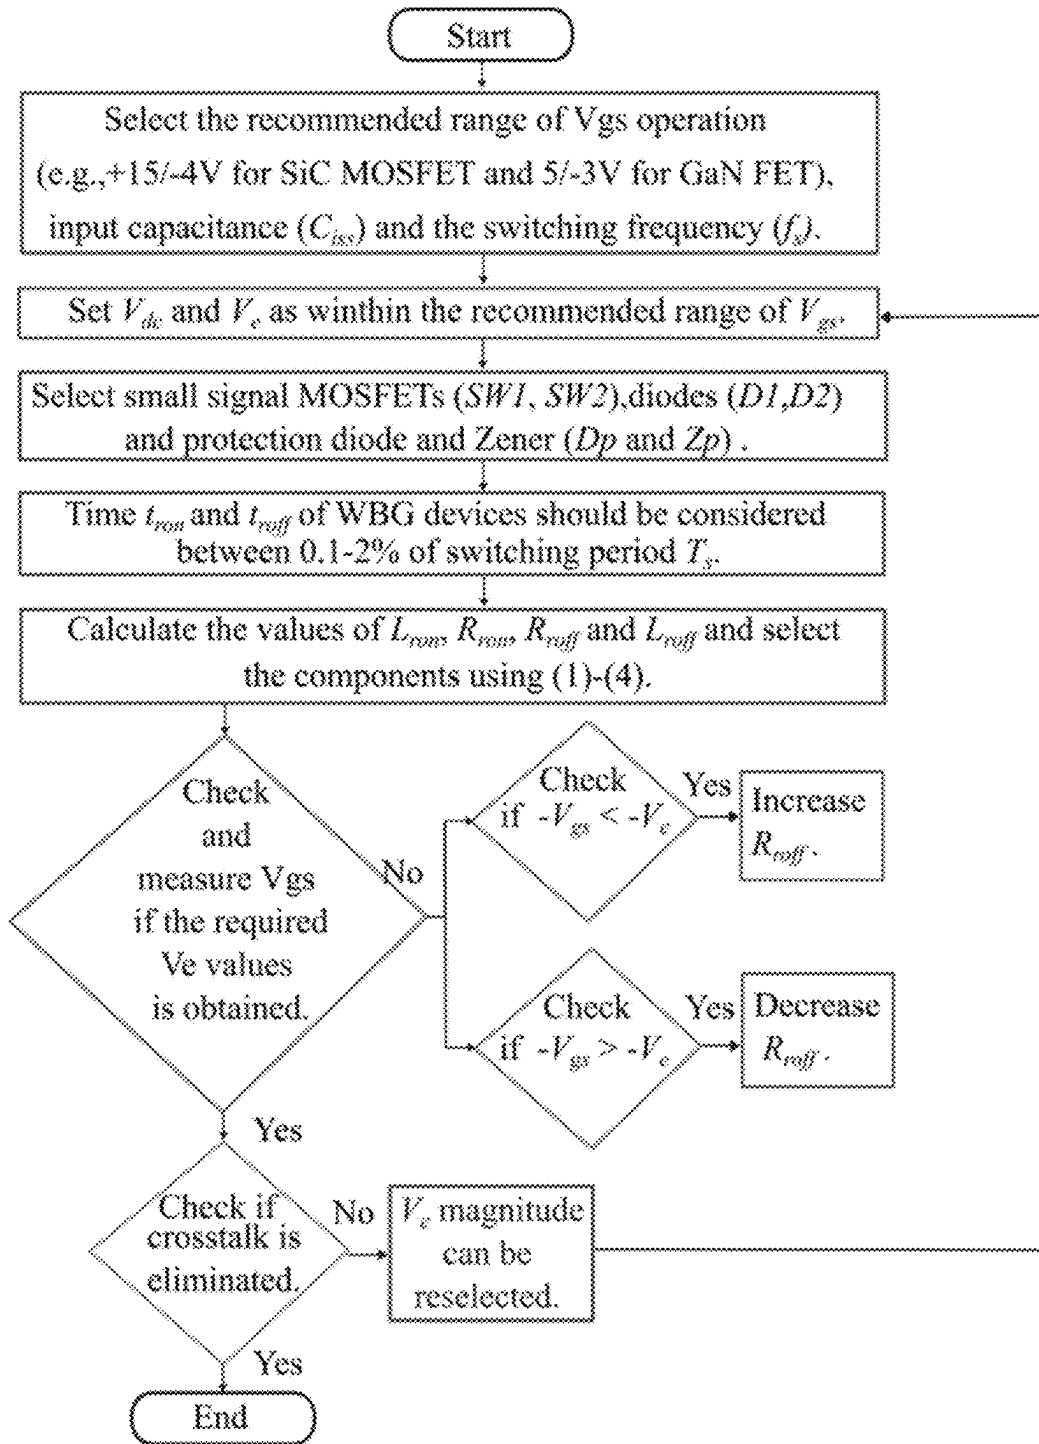 Start
Select the recommended range of Vgs operation
(e.g.,+15/-4V for SiC MOSFET and 5/-3V for GaN FET),
input capacitance (Ciss) and the switching frequency (fs).
Set Vdc and Ve as winthin the recommended range of Vgs.
Select small signal MOSFETs (SW1, SW2),diodes (D1,D2)
and protection diode and Zener (Dp and Zp) .
Time tron and troff of WBG devices should be considered
between 0.1-2% of switching period Ts.
Calculate the values of Lron, Rron, Rroff and Lroff and select
the components using (1)-(4).
Check
and
measure Vgs
if the required
Ve values
is obtained.
No
Check
if -Vgs < -Ve
Yes
Increase
Rroff .
Check
if -Vgs > -Ve
Yes
Decrease
Rroff .
Yes
Check if
crosstalk is
eliminated.
No
Ve magnitude
can be
reselected.
Yes
End